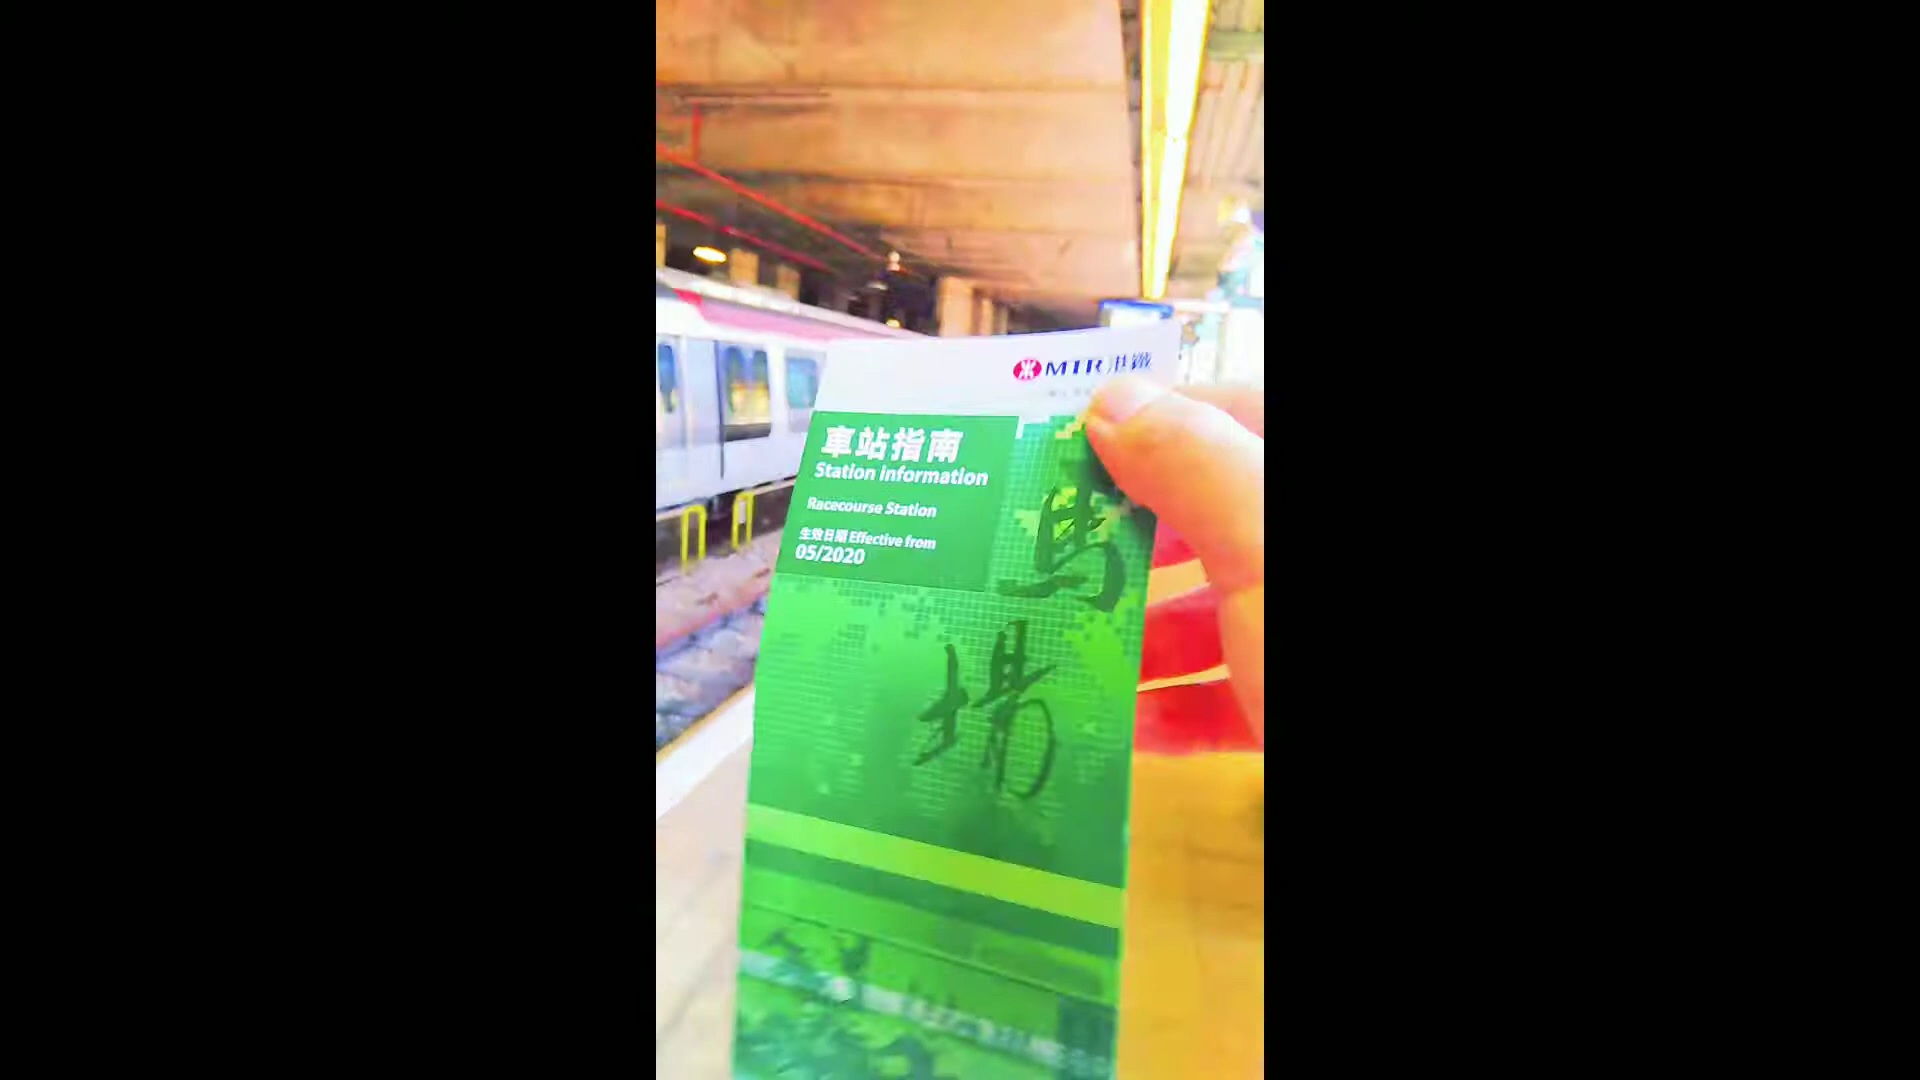 MTR港鐵
車站指南
Station information
Racecourse Station
生效日期 Effective from
05/2020
馬
場